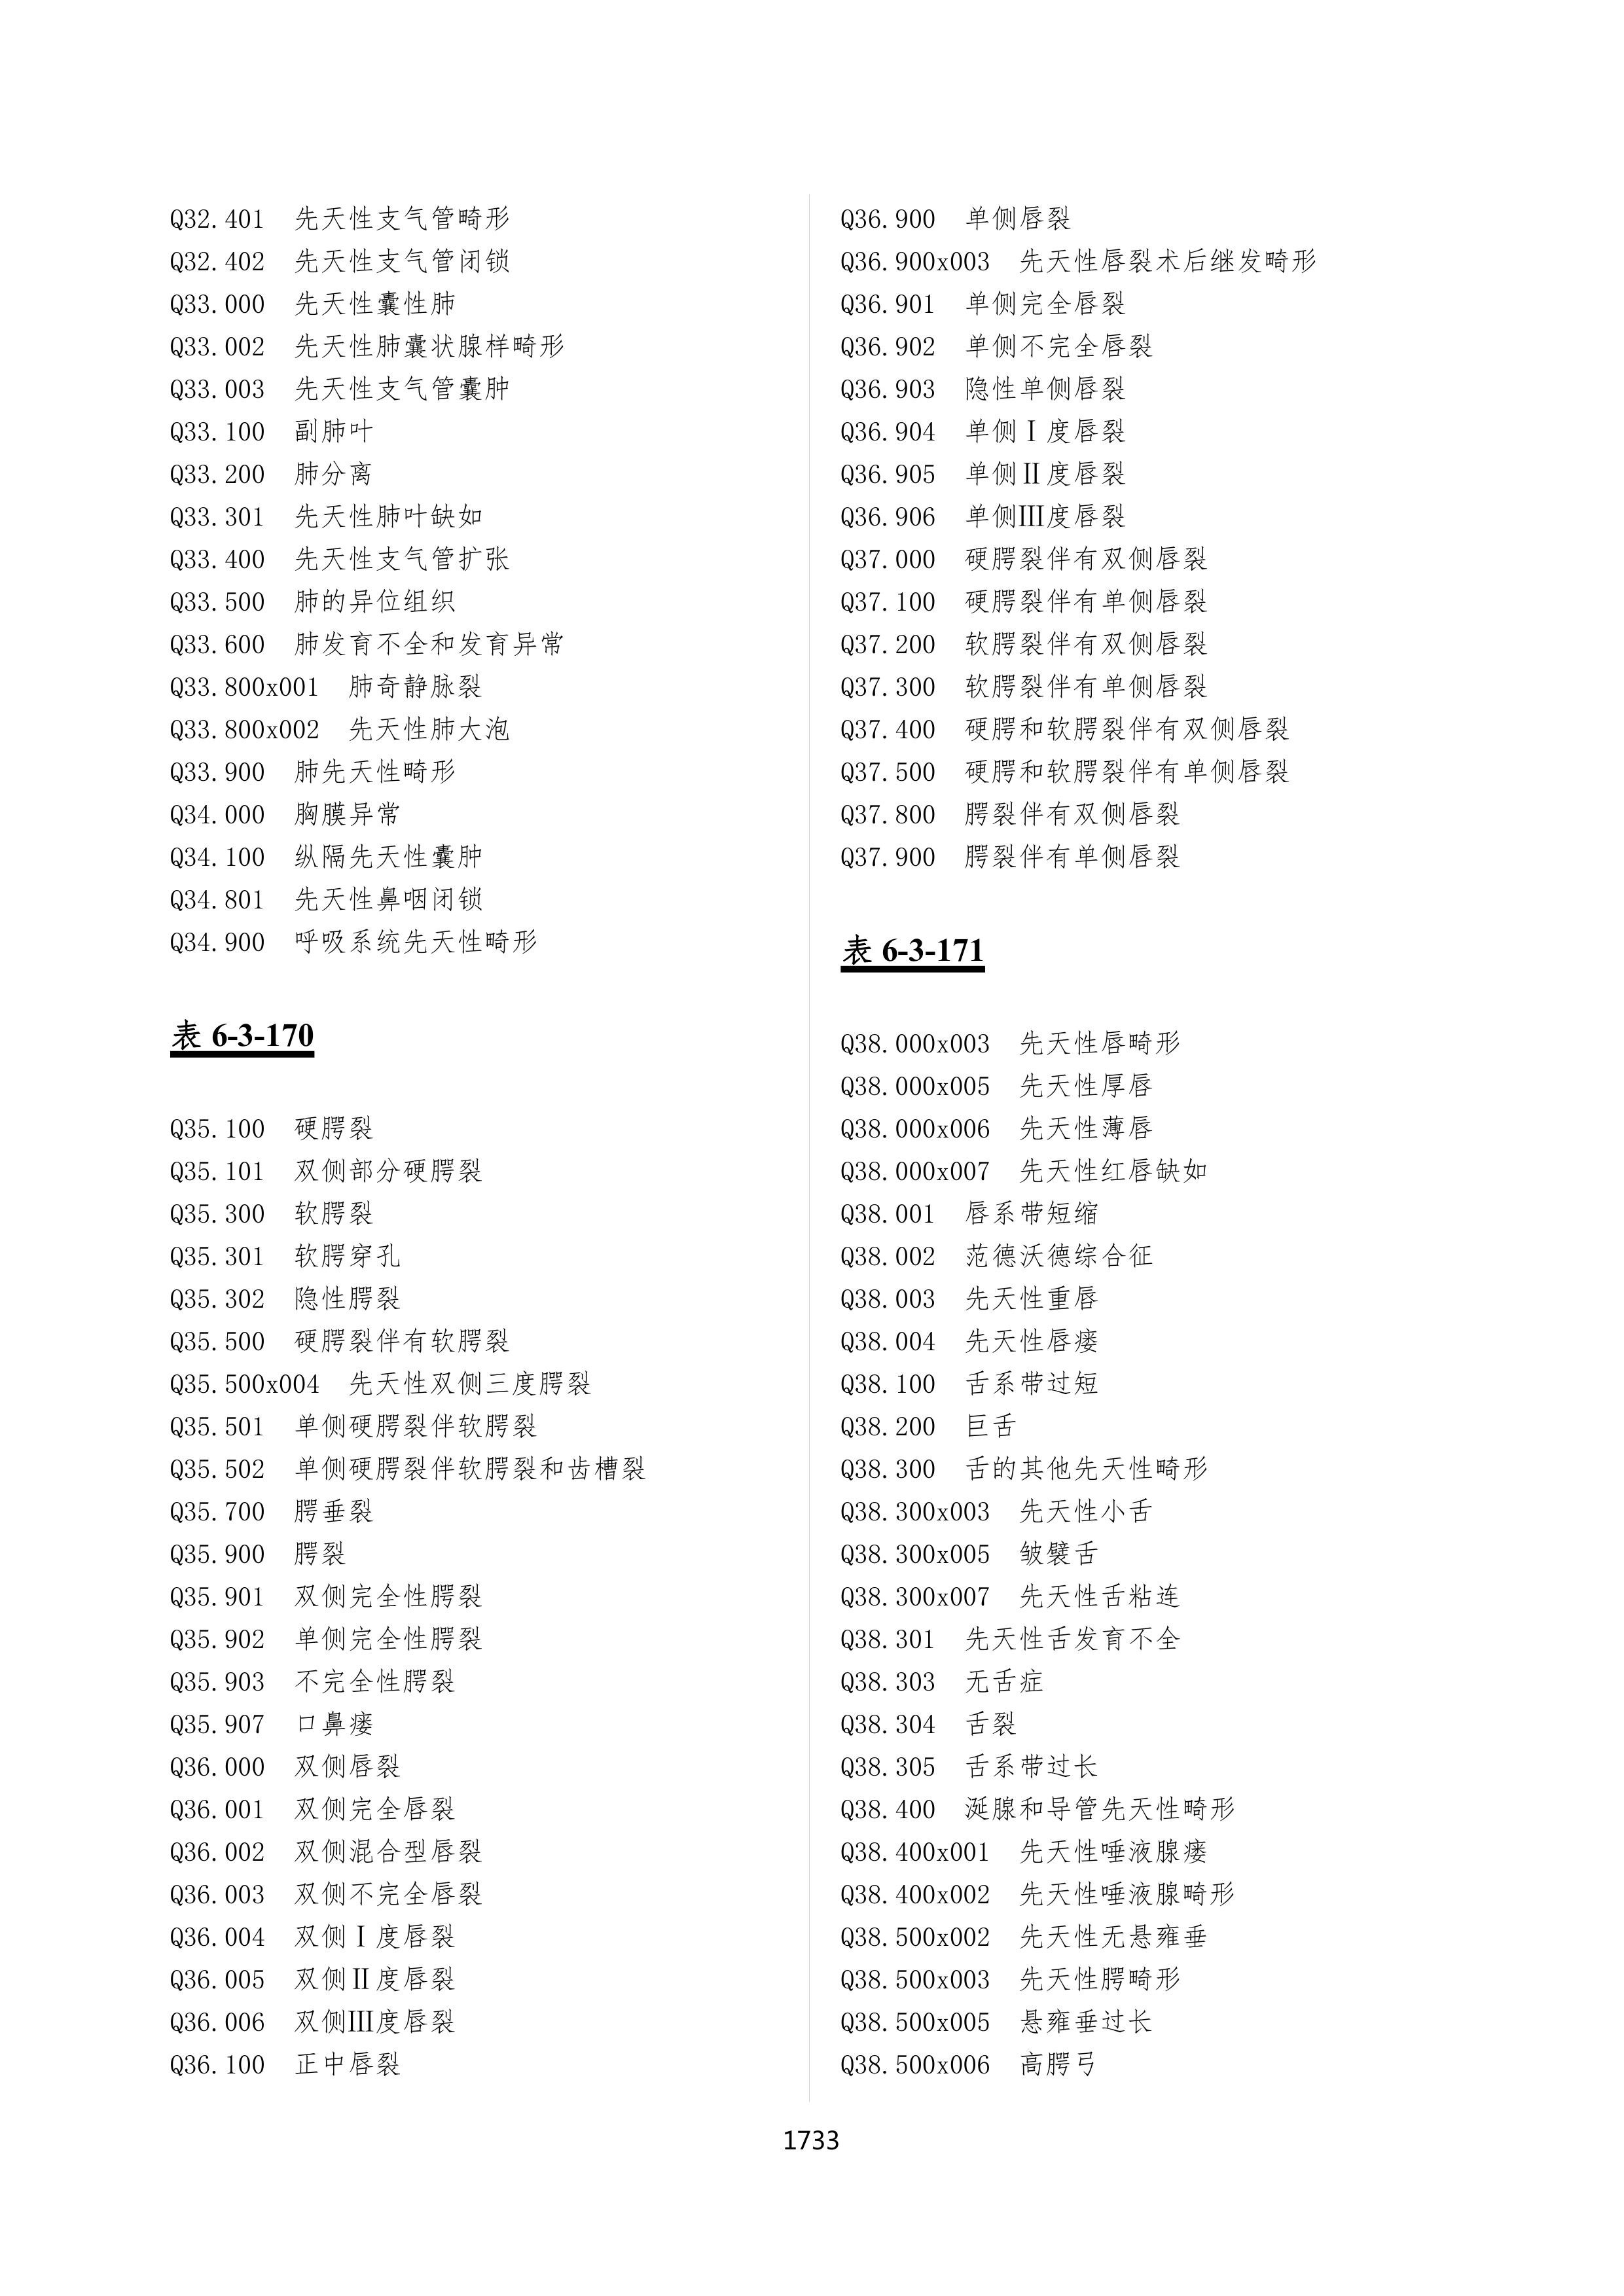 Q32.401 先天性支气管畸形
Q32.402 先天性支气管闭锁
Q33.000 先天性囊性肺
Q33.002 先天性肺囊状腺样畸形
Q33.003 先天性支气管囊肿
Q33.100 副肺叶
Q33.200 肺分离
Q33.301 先天性肺叶缺如
Q33.400 先天性支气管扩张
Q33.500 肺的异位组织
Q33.600 肺发育不全和发育异常
Q33.800x001 肺奇静脉裂
Q33.800x002 先天性肺大泡
Q33.900 肺先天性畸形
Q34.000 胸膜异常
Q34.100 纵隔先天性囊肿
Q34.801 先天性鼻咽闭锁
Q34.900 呼吸系统先天性畸形
表 6-3-170
Q35.100 硬腭裂
Q35.101 双侧部分硬腭裂
Q35.300 软腭裂
Q35.301 软腭穿孔
Q35.302 隐性腭裂
Q35.500 硬腭裂伴有软腭裂
Q35.500x004 先天性双侧三度腭裂
Q35.501 单侧硬腭裂伴软腭裂
Q35.502 单侧硬腭裂伴软腭裂和齿槽裂
Q35.700 腭垂裂
Q35.900 腭裂
Q35.901 双侧完全性腭裂
Q35.902 单侧完全性腭裂
Q35.903 不完全性腭裂
Q35.907 口鼻瘘
Q36.000 双侧唇裂
Q36.001 双侧完全唇裂
Q36.002 双侧混合型唇裂
Q36.003 双侧不完全唇裂
Q36.004 双侧Ⅰ度唇裂
Q36.005 双侧Ⅱ度唇裂
Q36.006 双侧Ⅲ度唇裂
Q36.100 正中唇裂
Q36.900 单侧唇裂
Q36.900x003 先天性唇裂术后继发畸形
Q36.901 单侧完全唇裂
Q36.902 单侧不完全唇裂
Q36.903 隐性单侧唇裂
Q36.904 单侧Ⅰ度唇裂
Q36.905 单侧Ⅱ度唇裂
Q36.906 单侧Ⅲ度唇裂
Q37.000 硬腭裂伴有双侧唇裂
Q37.100 硬腭裂伴有单侧唇裂
Q37.200 软腭裂伴有双侧唇裂
Q37.300 软腭裂伴有单侧唇裂
Q37.400 硬腭和软腭裂伴有双侧唇裂
Q37.500 硬腭和软腭裂伴有单侧唇裂
Q37.800 腭裂伴有双侧唇裂
Q37.900 腭裂伴有单侧唇裂
表 6-3-171
Q38.000x003 先天性唇畸形
Q38.000x005 先天性厚唇
Q38.000x006 先天性薄唇
Q38.000x007 先天性红唇缺如
Q38.001 唇系带短缩
Q38.002 范德沃德综合征
Q38.003 先天性重唇
Q38.004 先天性唇瘘
Q38.100 舌系带过短
Q38.200 巨舌
Q38.300 舌的其他先天性畸形
Q38.300x003 先天性小舌
Q38.300x005 皱襞舌
Q38.300x007 先天性舌粘连
Q38.301 先天性舌发育不全
Q38.303 无舌症
Q38.304 舌裂
Q38.305 舌系带过长
Q38.400 涎腺和导管先天性畸形
Q38.400x001 先天性唾液腺瘘
Q38.400x002 先天性唾液腺畸形
Q38.500x002 先天性无悬雍垂
Q38.500x003 先天性腭畸形
Q38.500x005 悬雍垂过长
Q38.500x006 高腭弓
1733